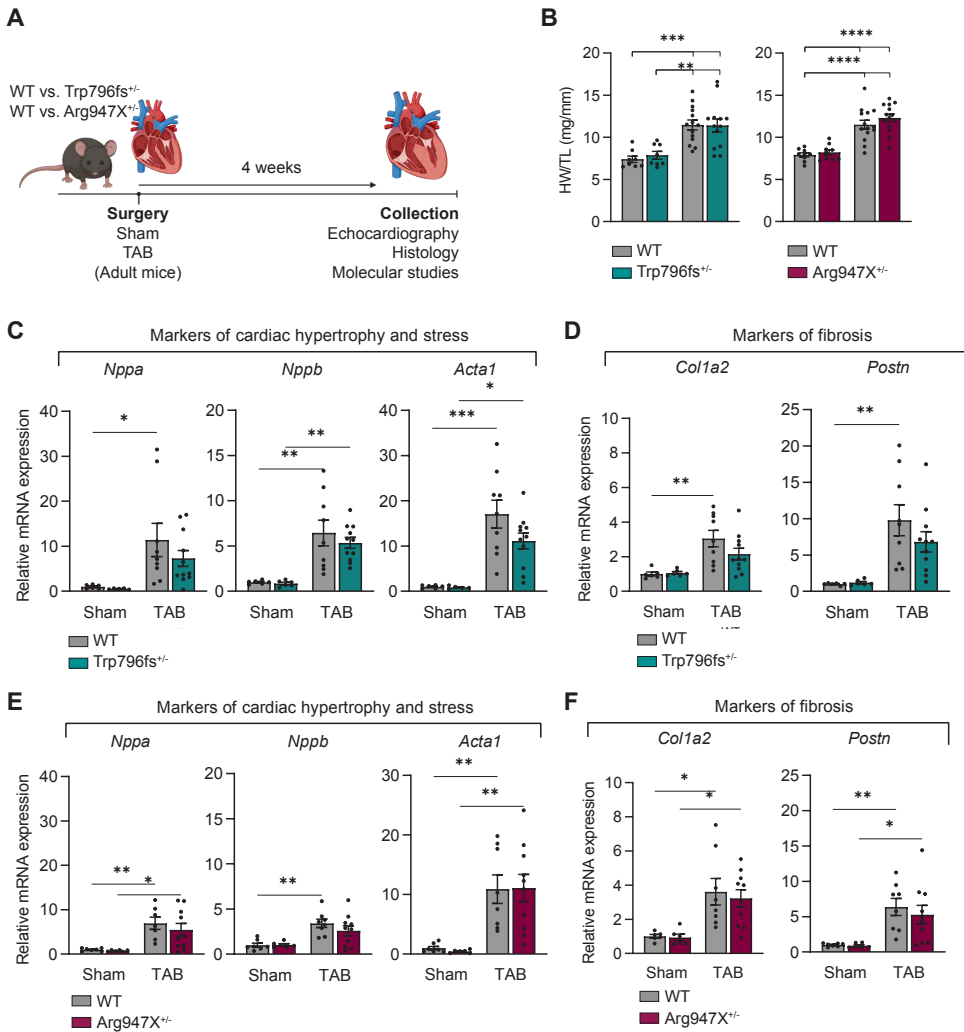 A
WT vs. Trp796fs+/-
WT vs. Arg947X+/-
4 weeks
Surgery
Sham
TAB
(Adult mice)
Collection
Echocardiography
Histology
Molecular studies
B
HW/TL (mg/mm)
20
15
10
5
0
***
**
WT
Trp796fs+/-
20
15
10
5
0
****
****
WT
Arg947X+/-
C
Markers of cardiac hypertrophy and stress
Relative mRNA expression
Nppa
40
30
20
10
0
*
Sham
TAB
Nppb
20
15
10
5
0
**
**
Sham
TAB
Acta1
40
30
20
10
0
*
***
Sham
TAB
WT
Trp796fs+/-
D
Markers of fibrosis
Relative mRNA expression
Col1a2
10
8
6
4
2
0
**
Sham
TAB
Postn
25
20
15
10
5
0
**
Sham
TAB
WT
Trp796fs+/-
E
Markers of cardiac hypertrophy and stress
Relative mRNA expression
Nppa
40
30
20
10
0
**
*
Sham
TAB
Nppb
20
15
10
5
0
**
Sham
TAB
Acta1
30
20
10
0
**
**
Sham
TAB
WT
Arg947X+/-
F
Markers of fibrosis
Relative mRNA expression
Col1a2
10
8
6
4
2
0
*
*
Sham
TAB
Postn
25
20
15
10
5
0
**
*
Sham
TAB
WT
Arg947X+/-